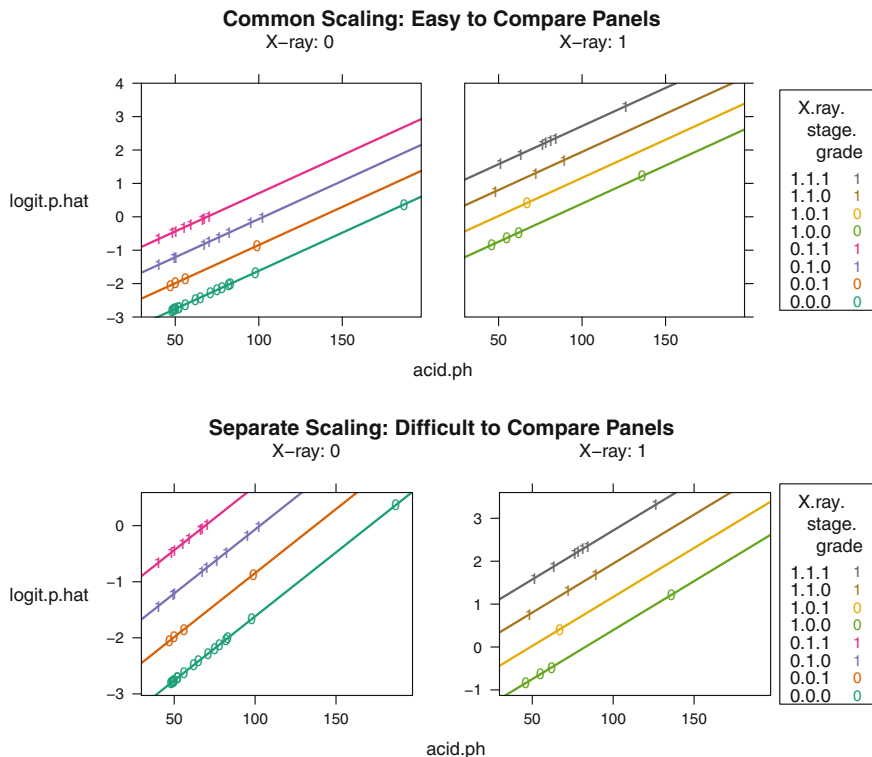 Common Scaling: Easy to Compare Panels
X−ray: 0 X−ray: 1
4
3
2
1
0
−1
−2
−3
logit.p.hat
50 100 150 50 100 150
acid.ph
X.ray.
stage.
grade
1.1.1 1
1.1.0 1
1.0.1 0
1.0.0 0
0.1.1 1
0.1.0 1
0.0.1 0
0.0.0 0
Separate Scaling: Difficult to Compare Panels
X−ray: 0 X−ray: 1
0
−1
−2
−3
logit.p.hat
3
2
1
0
−1
50 100 150 50 100 150
acid.ph
X.ray.
stage.
grade
1.1.1 1
1.1.0 1
1.0.1 0
1.0.0 0
0.1.1 1
0.1.0 1
0.0.1 0
0.0.0 0